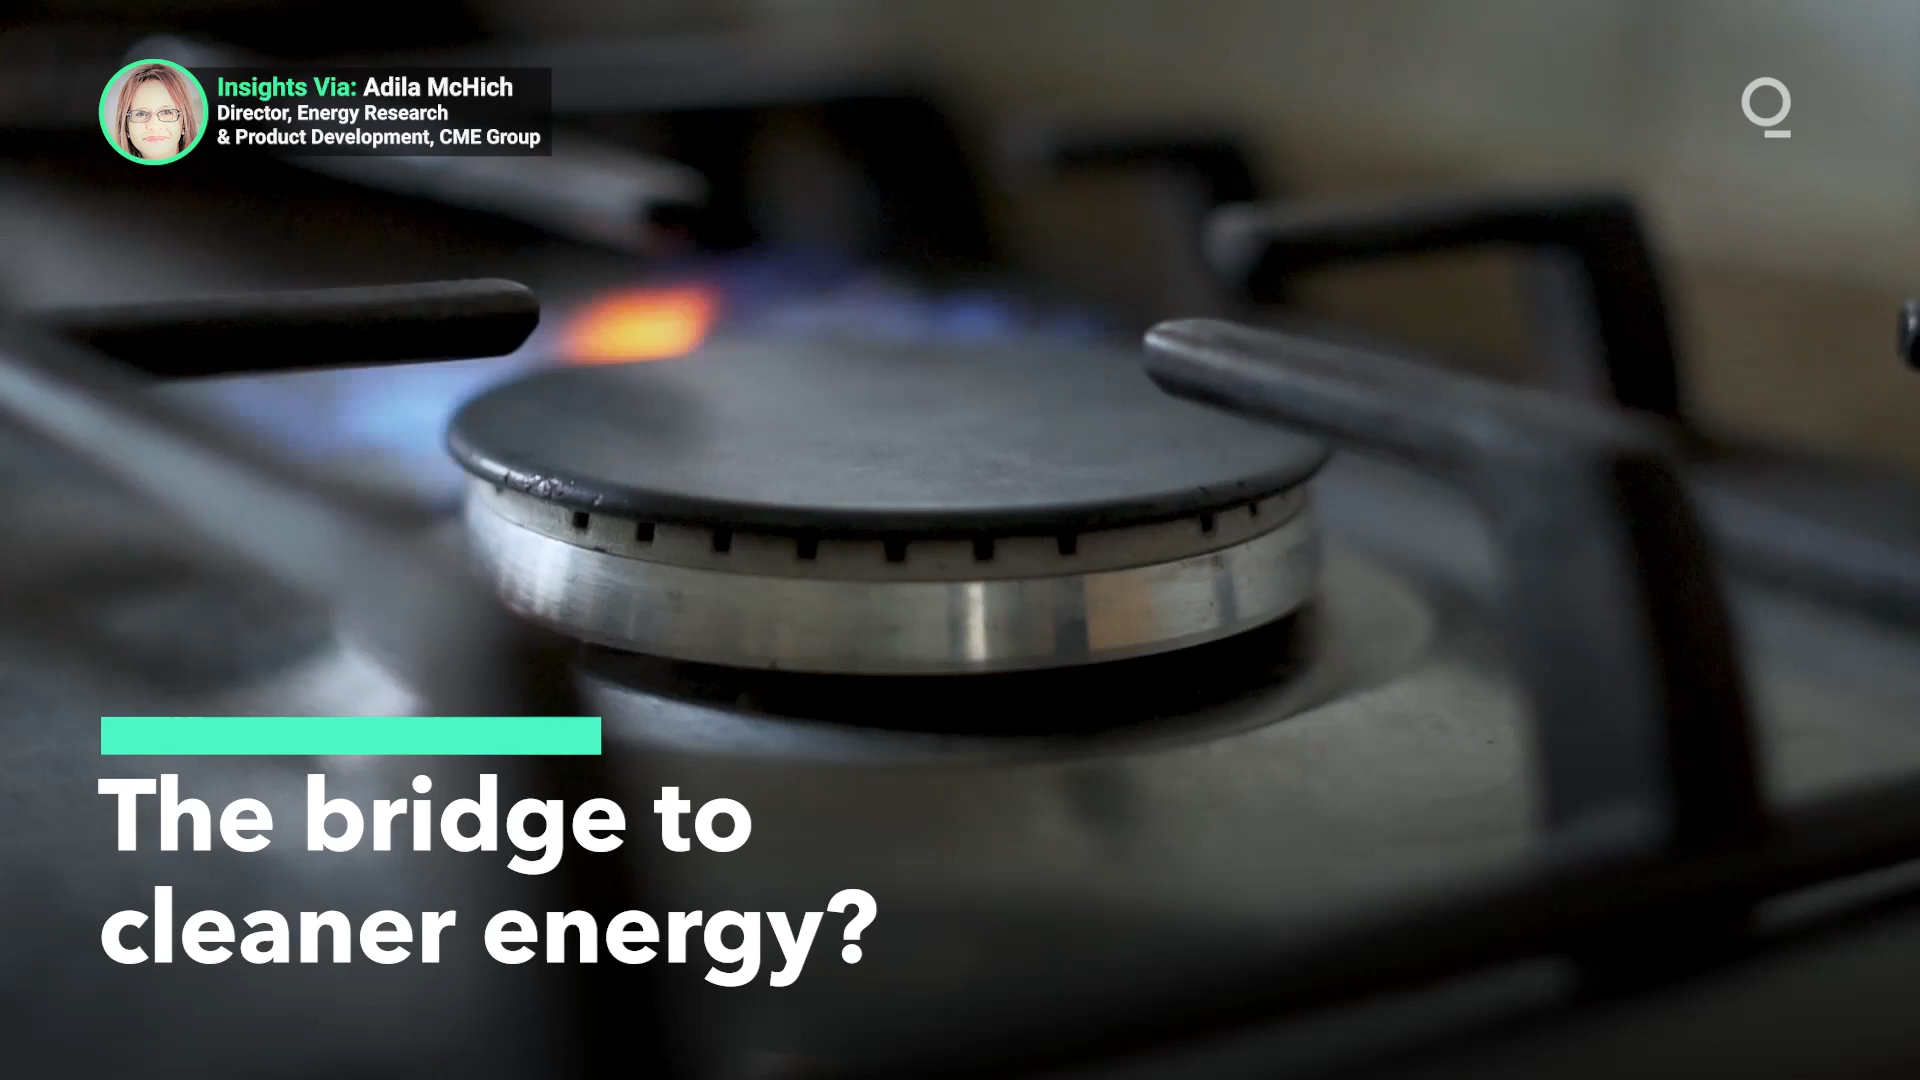 Insights Via: Adila McHich
Director, Energy Research
& Product Development, CME Group
The bridge to
cleaner energy?